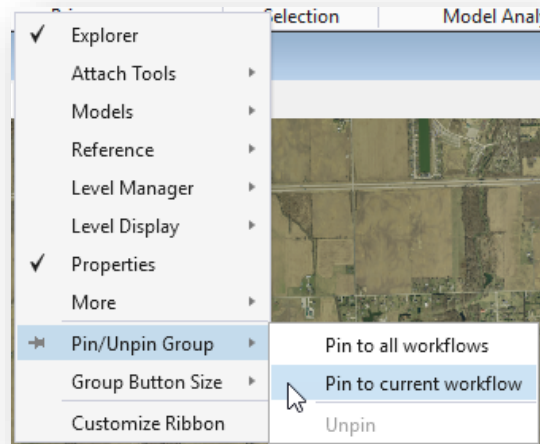 Selection
Model Analy
Explorer
Attach Tools
Models
Reference
Level Manager
Level Display
Properties
More
Pin/Unpin Group
Pin to all workflows
Group Button Size
Pin to current workflow
Customize Ribbon
Unpin